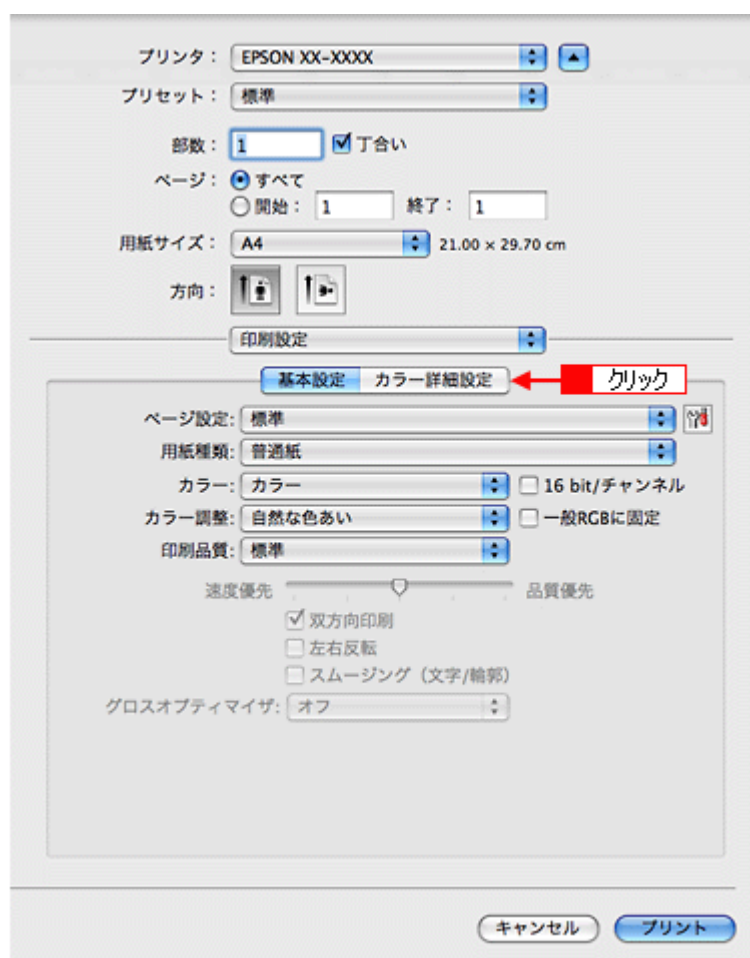 プリンタ： EPSON XX-XXXX
プリセット： 標準
部数： 1 丁合い
ページ： すべて
開始： 1 終了： 1
用紙サイズ： A4 21.00 × 29.70 cm
方向：
印刷設定
基本設定 カラー詳細設定 クリック
ページ設定: 標準
用紙種類: 普通紙
カラー: カラー 16 bit/チャンネル
カラー調整: 自然な色あい 一般RGBに固定
印刷品質: 標準
速度優先 品質優先
双方向印刷
左右反転
スムージング（文字/輪郭）
グロスオプティマイザ: オフ
キャンセル プリント